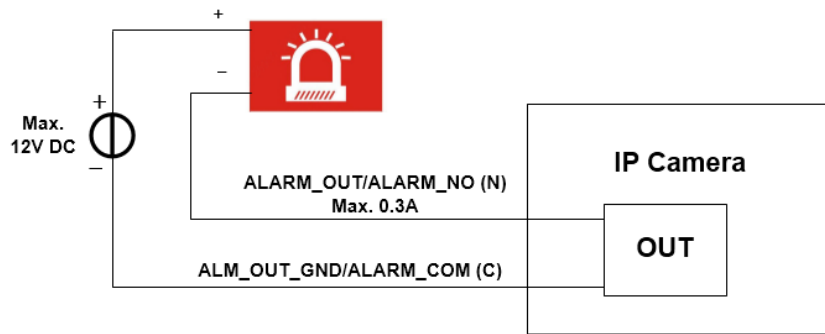 +
−
+
Max.
12V DC
−
IP Camera
ALARM_OUT/ALARM_NO (N)
Max. 0.3A
OUT
ALM_OUT_GND/ALARM_COM (C)